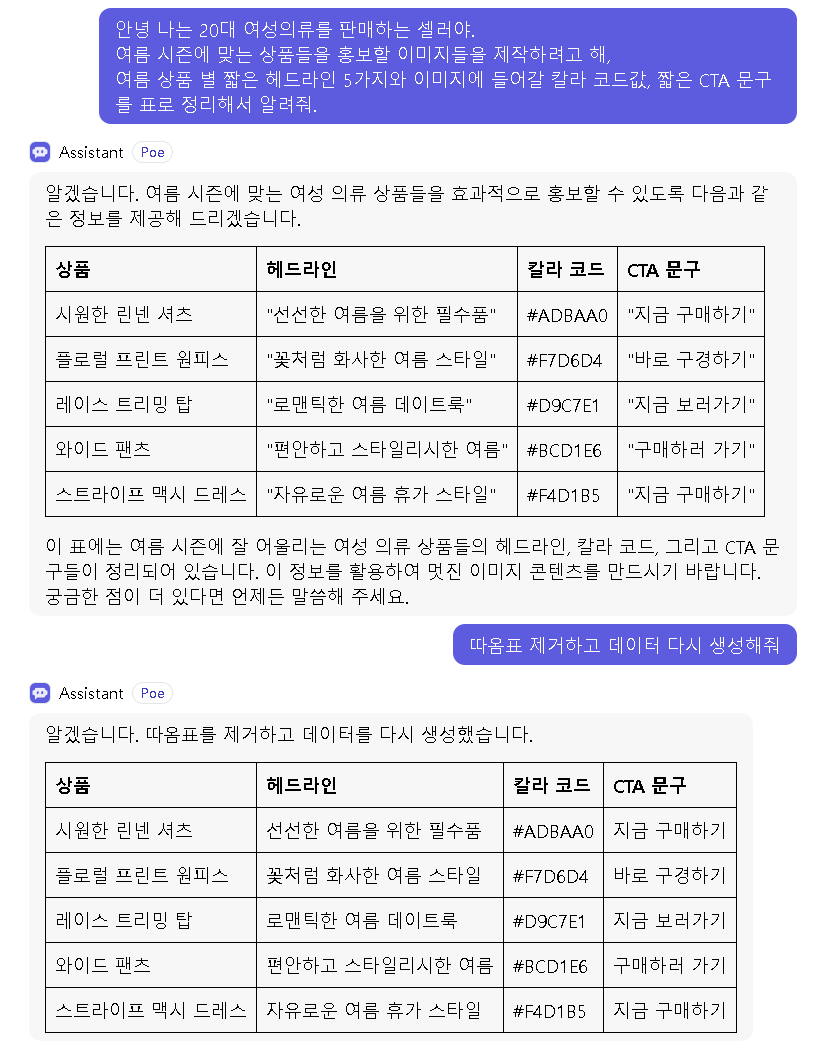 안녕 나는 20대 여성의류를 판매하는 셀러야.
여름 시즌에 맞는 상품들을 홍보할 이미지들을 제작하려고 해,
여름 상품 별 짧은 헤드라인 5가지와 이미지에 들어갈 칼라 코드값, 짧은 CTA 문구
를 표로 정리해서 알려줘.
Assistant Poe
알겠습니다. 여름 시즌에 맞는 여성 의류 상품들을 효과적으로 홍보할 수 있도록 다음과 같
은 정보를 제공해 드리겠습니다.
상품 헤드라인 칼라 코드 CTA 문구
시원한 린넨 셔츠 "선선한 여름을 위한 필수품" #ADBAA0 "지금 구매하기"
플로럴 프린트 원피스 "꽃처럼 화사한 여름 스타일" #F7D6D4 "바로 구경하기"
레이스 트리밍 탑 "로맨틱한 여름 데이트룩" #D9C7E1 "지금 보러가기"
와이드 팬츠 "편안하고 스타일리시한 여름" #BCD1E6 "구매하러 가기"
스트라이프 맥시 드레스 "자유로운 여름 휴가 스타일" #F4D1B5 "지금 구매하기"
이 표에는 여름 시즌에 잘 어울리는 여성 의류 상품들의 헤드라인, 칼라 코드, 그리고 CTA 문
구들이 정리되어 있습니다. 이 정보를 활용하여 멋진 이미지 콘텐츠를 만드시기 바랍니다.
궁금한 점이 더 있다면 언제든 말씀해 주세요.
따옴표 제거하고 데이터 다시 생성해줘
Assistant Poe
알겠습니다. 따옴표를 제거하고 데이터를 다시 생성했습니다.
상품 헤드라인 칼라 코드 CTA 문구
시원한 린넨 셔츠 선선한 여름을 위한 필수품 #ADBAA0 지금 구매하기
플로럴 프린트 원피스 꽃처럼 화사한 여름 스타일 #F7D6D4 바로 구경하기
레이스 트리밍 탑 로맨틱한 여름 데이트룩 #D9C7E1 지금 보러가기
와이드 팬츠 편안하고 스타일리시한 여름 #BCD1E6 구매하러 가기
스트라이프 맥시 드레스 자유로운 여름 휴가 스타일 #F4D1B5 지금 구매하기